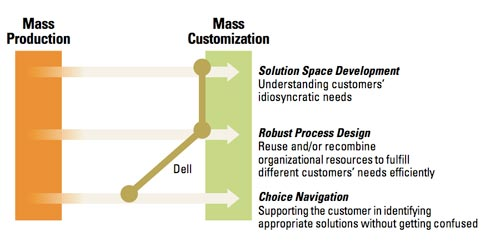 Mass
Production
Mass
Customization
Solution Space Development
Understanding customers'
idiosyncratic needs
Robust Process Design
Reuse and/or recombine
organizational resources to fulfill
different customers' needs efficiently
Dell
Choice Navigation
Supporting the customer in identifying
appropriate solutions without getting confused